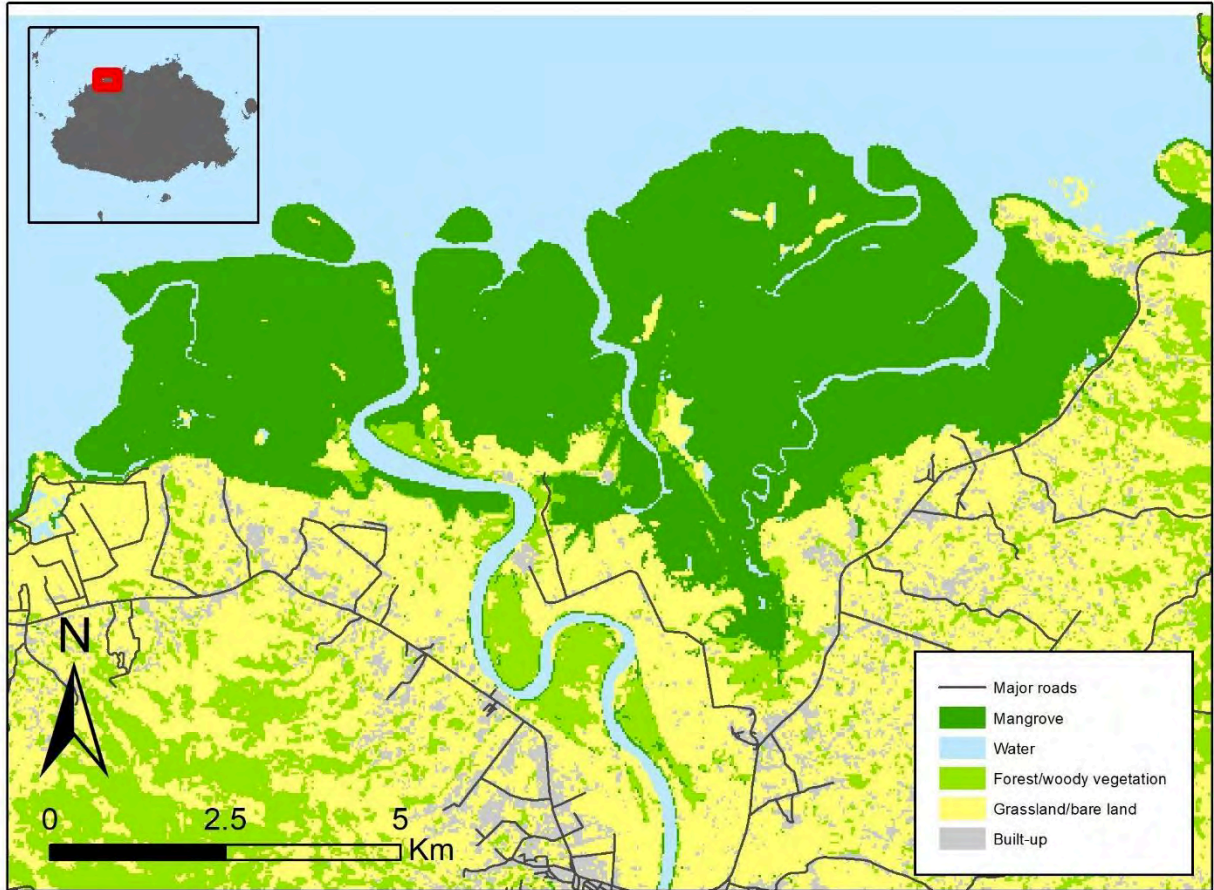 N
0 2.5 5
Km
Major roads
Mangrove
Water
Forest/woody vegetation
Grassland/bare land
Built-up